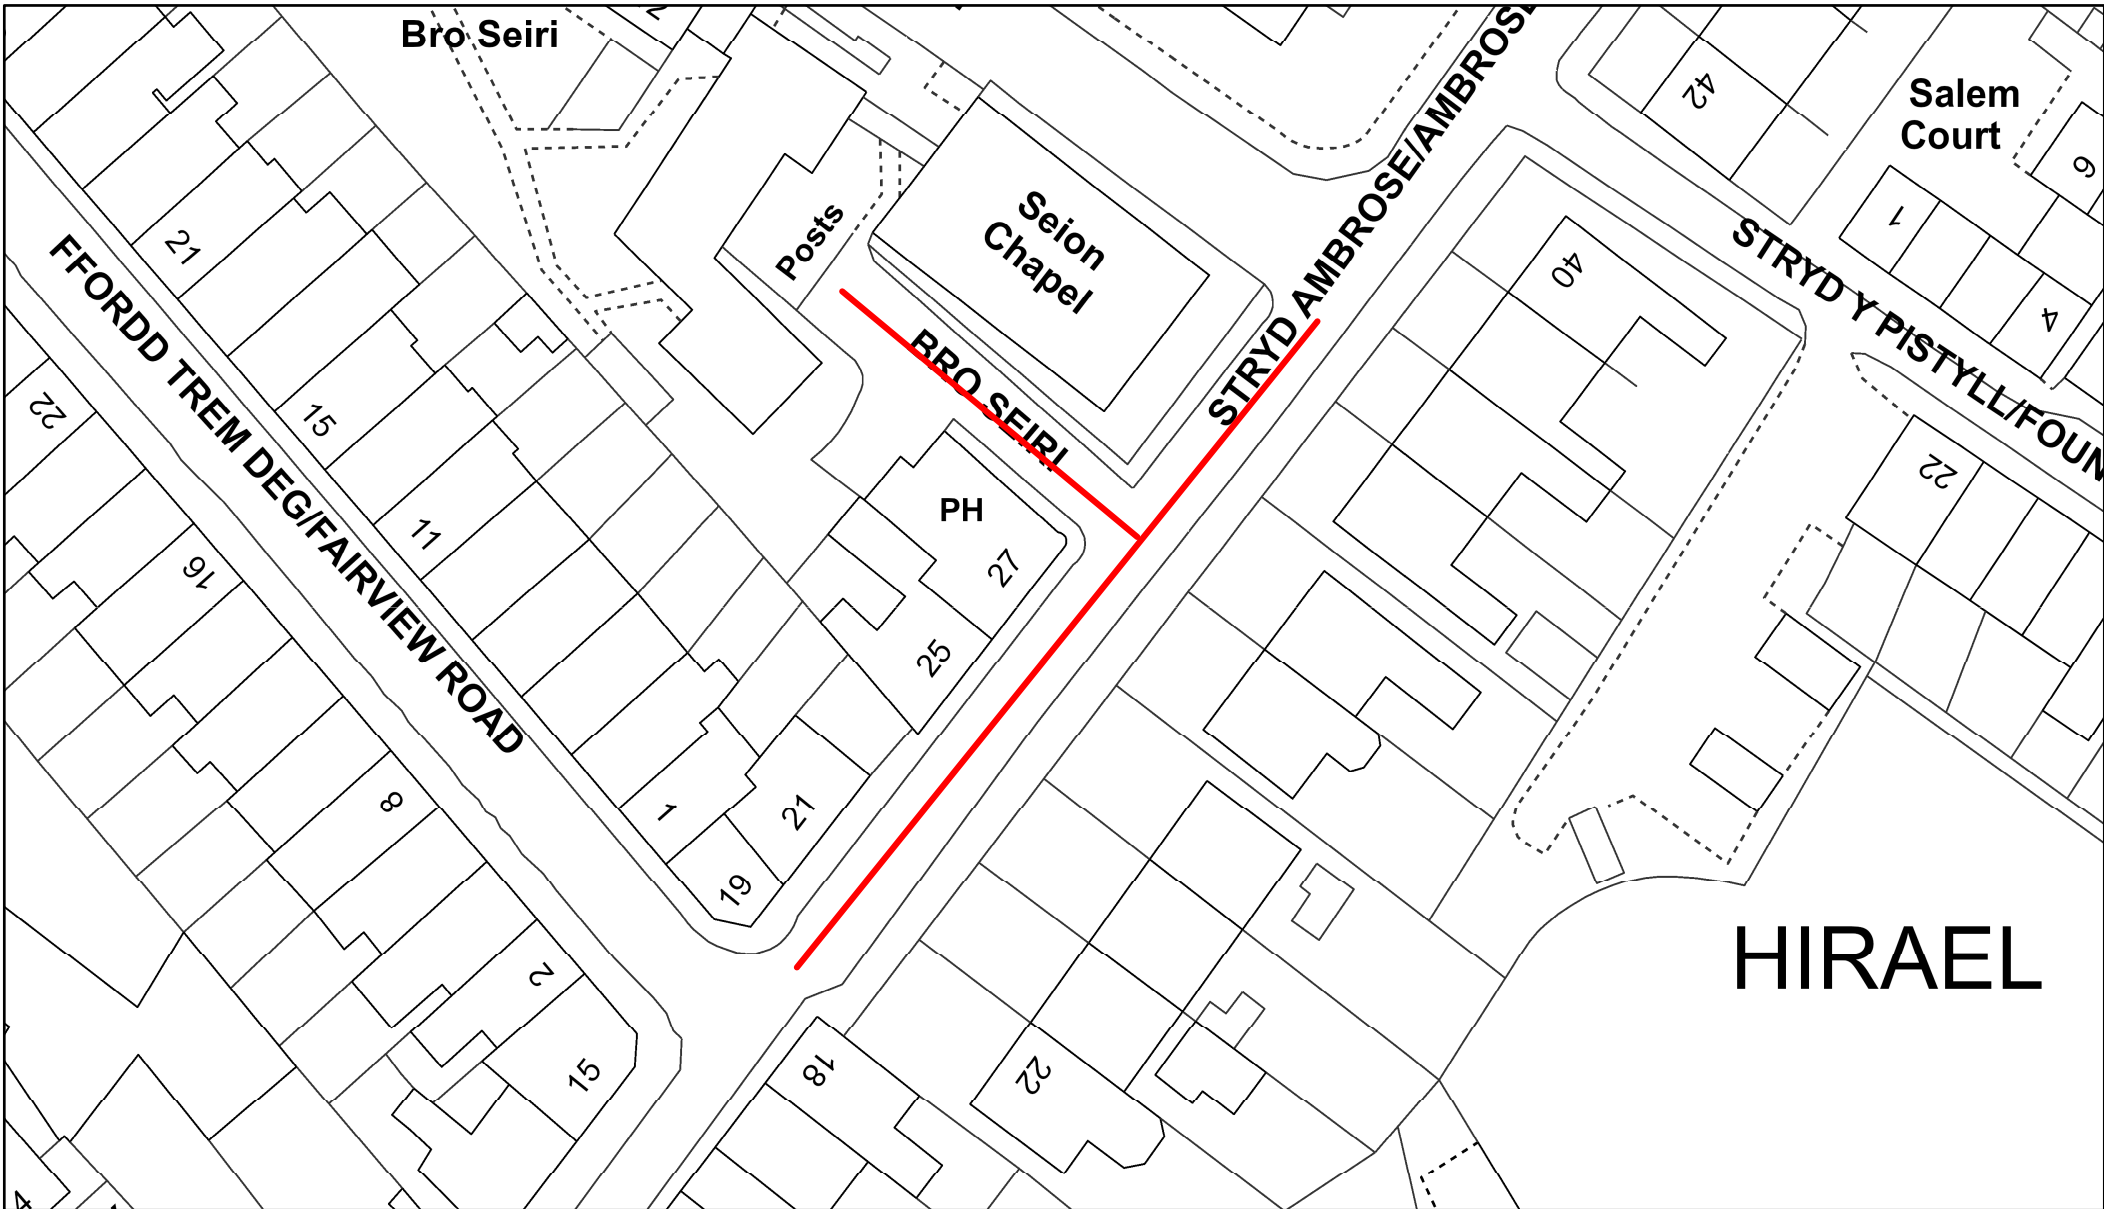 Bro Seiri
2
42
Salem
Court
6
1
4
STRYD Y PISTYLL/FOUN
STRYD AMBROSE/AMBROSE
Seion
Chapel
Posts
BRO SEIRI
40
22
FFORDD TREM DEG/FAIRVIEW ROAD
21
15
11
1
22
16
8
2
15
PH
27
25
21
19
18
22
HIRAEL
4